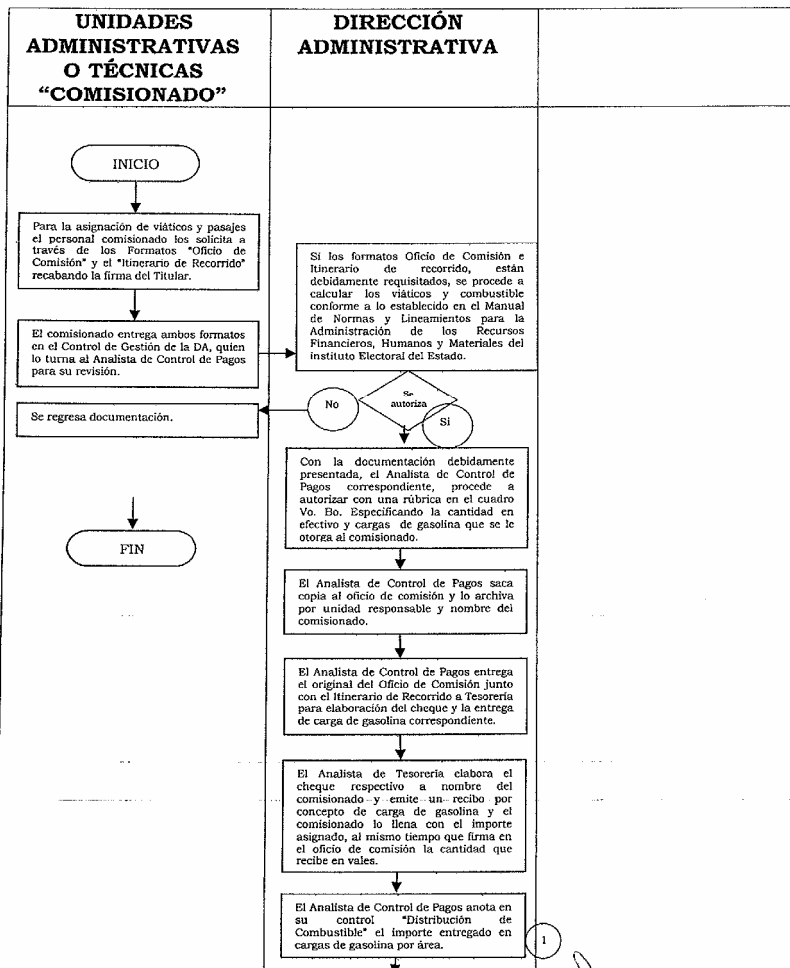 UNIDADES
ADMINISTRATIVAS
O TÉCNICAS
“COMISIONADO”
DIRECCIÓN
ADMINISTRATIVA
INICIO
Para la asignación de viáticos y pasajes
el personal comisionado los solicita a
través de los Formatos "Oficio de
Comisión" y el "Itinerario de Recorrido"
recabando la firma del Titular.
Si los formatos Oficio de Comisión e
Itinerario de recorrido, están
debidamente requisitados, se procede a
calcular los viáticos y combustible
conforme a lo establecido en el Manual
de Normas y Lineamientos para la
Administración de los Recursos
Financieros, Humanos y Materiales del
Instituto Electoral del Estado.
El comisionado entrega ambos formatos
en el Control de Gestión de la DA, quien
lo turna al Analista de Control de Pagos
para su revisión.
Se
autoriza
No
Si
Se regresa documentación.
FIN
Con la documentación debidamente
presentada, el Analista de Control de
Pagos correspondiente, procede a
autorizar con una rúbrica en el cuadro
Vo. Bo. Especificando la cantidad en
efectivo y cargas de gasolina que se le
otorga al comisionado.
El Analista de Control de Pagos saca
copia al oficio de comisión y lo archiva
por unidad responsable y nombre del
comisionado.
El Analista de Control de Pagos entrega
el original del Oficio de Comisión junto
con el Itinerario de Recorrido a Tesorería
para elaboración del cheque y la entrega
de carga de gasolina correspondiente.
El Analista de Tesorería elabora el
cheque respectivo a nombre del
comisionado y emite un recibo por
concepto de carga de gasolina y el
comisionado lo llena con el importe
asignado, al mismo tiempo que firma en
el oficio de comisión la cantidad que
recibe en vales.
El Analista de Control de Pagos anota en
su control "Distribución de
Combustible" el importe entregado en
cargas de gasolina por área.
1